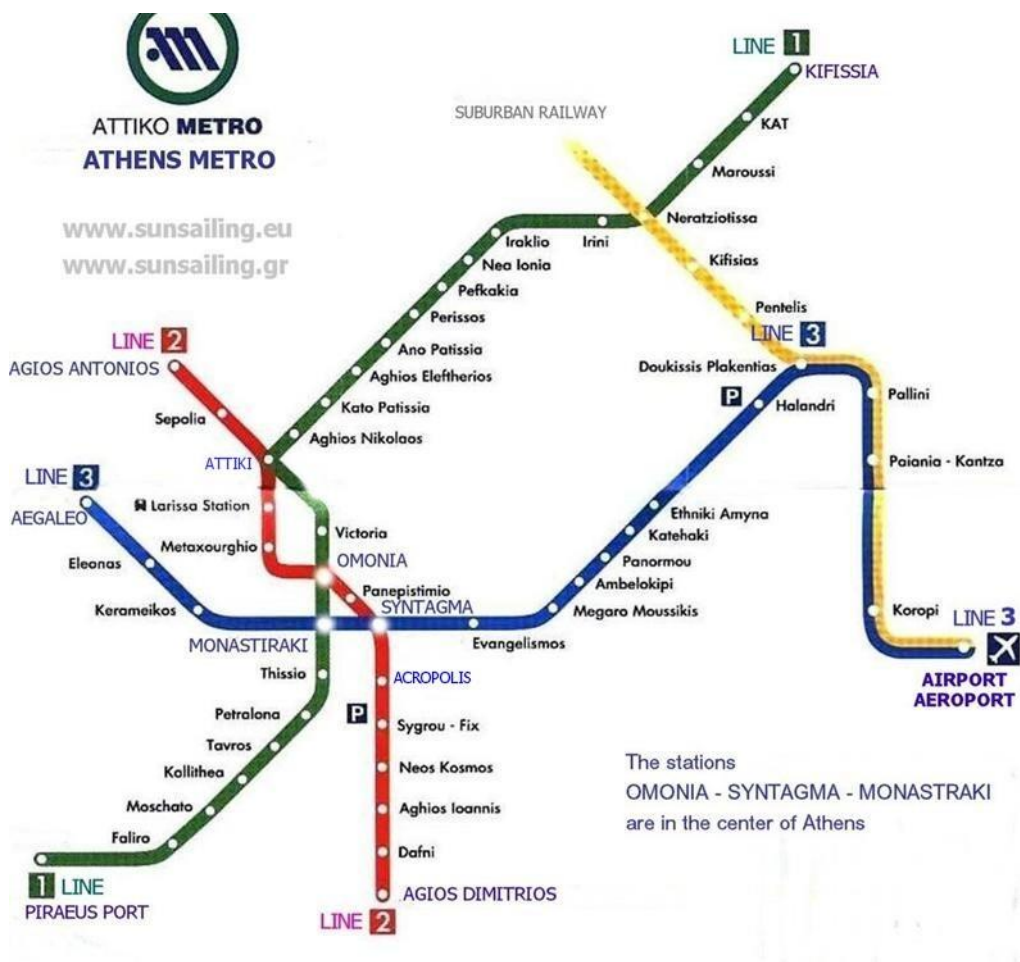 ATTIKO METRO
ATHENS METRO
www.sunsailing.eu
www.sunsailing.gr
SUBURBAN RAILWAY
LINE 1
KIFISSIA
KAT
Maroussi
Neratziotissa
Irini
Iraklio
Nea Ionia
Pefkakia
Perissos
Ano Patissia
Aghios Eleftherios
Kato Patissia
Aghios Nikolaos
Kifisias
Pentelis
LINE 3
Doukissis Plakentias
P
Halandri
Pallini
Paiania - Kantza
Koropi
LINE 3
AIRPORT
AEROPORT
LINE 2
AGIOS ANTONIOS
Sepolia
ATTIKI
LINE 3
AEGALEO
Larissa Station
Metaxourghio
Victoria
OMONIA
Panepistimio
SYNTAGMA
Eleonas
Kerameikos
MONASTIRAKI
Evangelismos
Megaro Moussikis
Ambelokipi
Panormou
Katehaki
Ethniki Amyna
Thissio
Petralona
Tavros
Kallithea
Moschato
Faliro
1 LINE
PIRAEUS PORT
ACROPOLIS
P
Sygrou - Fix
Neos Kosmos
Aghios Ioannis
Dafni
AGIOS DIMITRIOS
LINE 2
The stations
OMONIA - SYNTAGMA - MONASTRAKI
are in the center of Athens